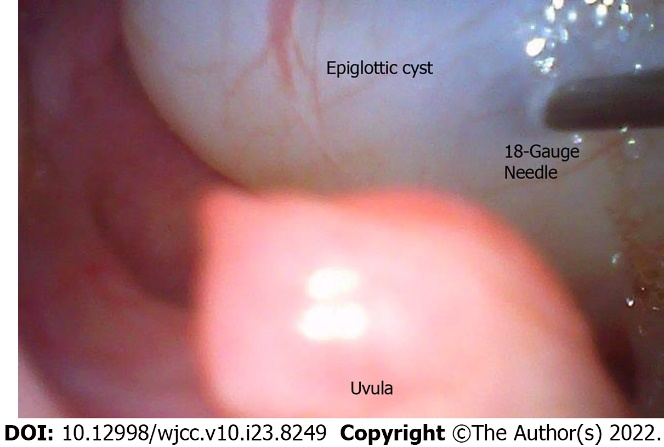 Epiglottic cyst
18-Gauge
Needle
Uvula
DOI: 10.12998/wjcc.v10.i23.8249 Copyright ©The Author(s) 2022.